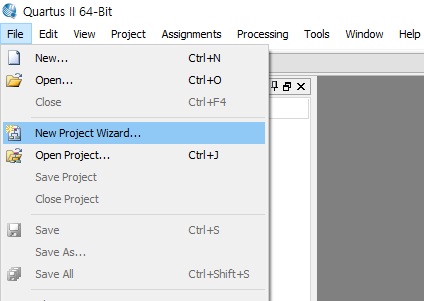 Quartus II 64-Bit
File Edit View Project Assignments Processing Tools Window Help
New... Ctrl+N
Open... Ctrl+O
Close Ctrl+F4
New Project Wizard...
Open Project... Ctrl+J
Save Project
Close Project
Save Ctrl+S
Save As...
Save All Ctrl+Shift+S